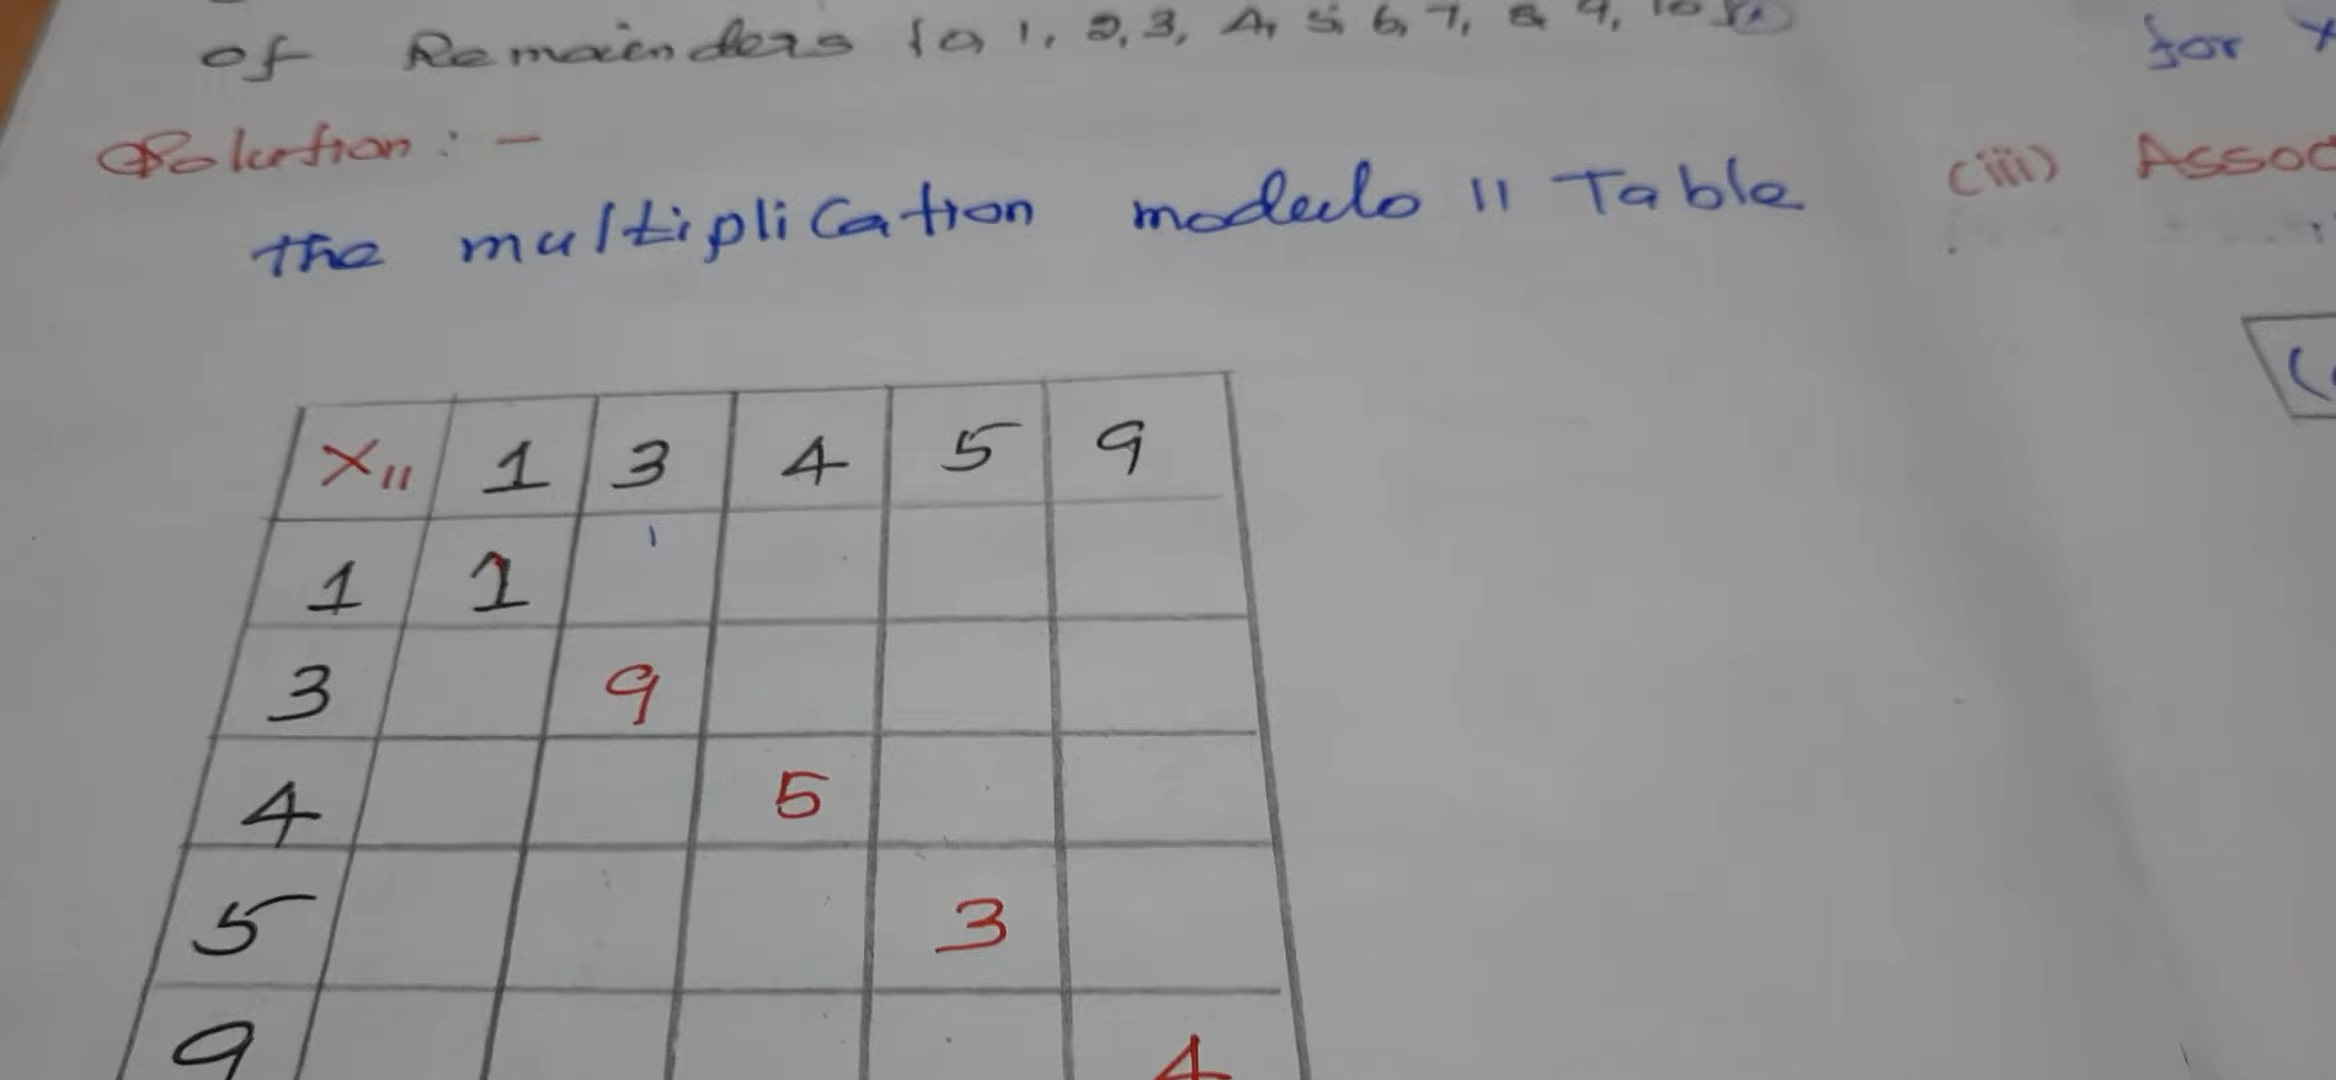 of Remainders {0 1, 2, 3, 4, 5, 6, 7, 8 9, 10}
Solution: -
the multiplication modulo 11 Table
X11 1 3 4 5 9
1 1
3 9
4 5
5 3
9 4
for
(iii) Assoc
(